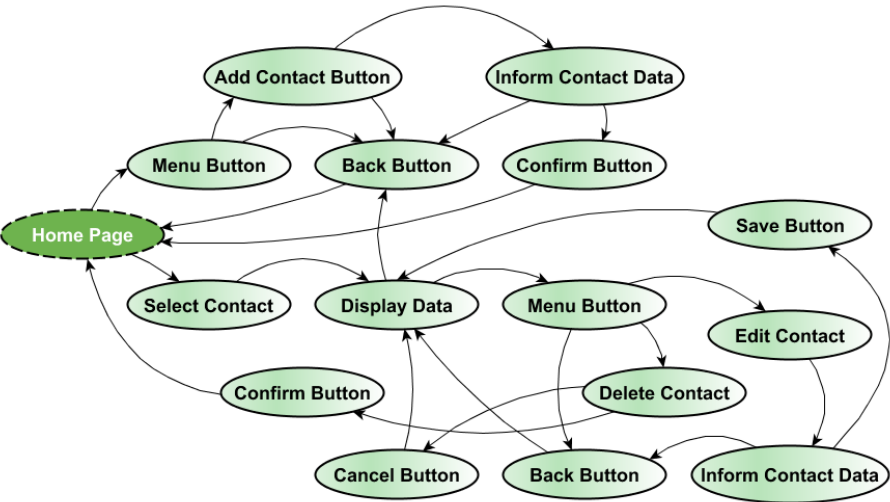 Add Contact Button
Inform Contact Data
Menu Button
Back Button
Confirm Button
Home Page
Save Button
Select Contact
Display Data
Menu Button
Edit Contact
Confirm Button
Delete Contact
Cancel Button
Back Button
Inform Contact Data